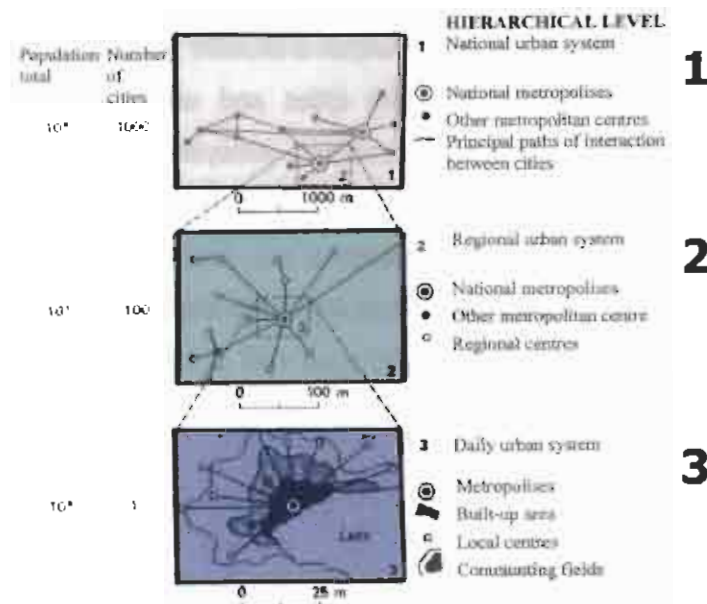 HIERARCHICAL LEVEL
Population Number
total of
cities
1 National urban system
National metropolises
Other metropolitan centres
Principal paths of interaction
between cities
1000
1
1
0 1000 m
2 Regional urban system
National metropolises
Other metropolitan centre
Regional centres
100
2
2
0 500 m
3 Daily urban system
Metropolises
Built-up area
Local centres
Commuting fields
1
Lake
3
3
0 25 m